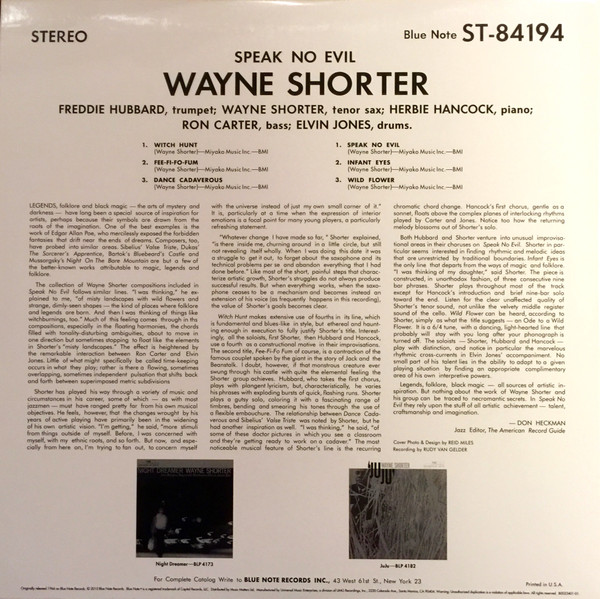 STEREO
Blue Note ST-84194
SPEAK NO EVIL
WAYNE SHORTER
FREDDIE HUBBARD, trumpet; WAYNE SHORTER, tenor sax; HERBIE HANCOCK, piano;
RON CARTER, bass; ELVIN JONES, drums.
1. WITCH HUNT
(Wayne Shorter)—Miyako Music Inc.—BMI
2. FEE-FI-FO-FUM
(Wayne Shorter)—Miyako Music Inc.—BMI
3. DANCE CADAVEROUS
(Wayne Shorter)—Miyako Music Inc.—BMI
1. SPEAK NO EVIL
(Wayne Shorter)—Miyako Music Inc.—BMI
2. INFANT EYES
(Wayne Shorter)—Miyako Music Inc.—BMI
3. WILD FLOWER
(Wayne Shorter)—Miyako Music Inc.—BMI
LEGENDS, folklore and black magic — the arts of mystery and
darkness — have long been a special source of inspiration for
artists, perhaps because their symbols are drawn from the
roots of the imagination. One of the best examples is the
work of Edgar Allan Poe, who mercilessly exposed the forbidden
fantasies that drift near the ends of dreams. Composers, too,
have probed into similar areas. Sibelius' Valse Triste, Dukas'
The Sorcerer's Apprentice, Bartok's Bluebeard's Castle and
Mussorgsky's Night On The Bare Mountain are but a few of
the better-known works attributable to magic, legends and
folklore.
The collection of Wayne Shorter compositions included in
Speak No Evil follows similar lines. "I was thinking," he ex-
plained to me, "of misty landscapes with wild flowers and
strange, dimly-seen shapes — the kind of places where folklore
and legends are born. And then I was thinking of things like
witchburnings, too." Much of this feeling comes through in the
compositions, especially in the floating harmonies, the chords
filled with tonality-disturbing ambiguities, about to move in
one direction but sometimes stopping to float like the elements
in Shorter's "misty landscapes." The effect is heightened by
the remarkable interaction between Ron Carter and Elvin
Jones. Little of what might specifically be called time-keeping
occurs in what they play; rather is there a flowing, sometimes
overlapping, sometimes independent pulsation that shifts back
and forth between superimposed metric subdivisions
Shorter has played his way through a variety of music and
circumstances in his career, some of which — as with most
jazzmen — must have ranged pretty far from his own musical
objectives. He feels, however, that the changes wrought by his
years of active playing have primarily been in the widening
of his own artistic vision. "I'm getting," he said, "more stimuli
from things outside of myself. Before, I was concerned with
myself, with my ethnic roots, and so forth. But now, and espe-
cially from here on, I'm trying to fan out, to concern myself
with the universe instead of just my own small corner of it."
It is, particularly at a time when the expression of interior
emotions is a focal point for many young players, a particularly
refreshing statement.
"Whatever change I have made so far," Shorter explained,
"is there inside me, churning around in a little circle, but still
not revealing itself wholly. When I was doing this date it was
a struggle to get it out, to forget about the saxophone and its
technical problems per se and abandon everything that I had
done before." Like most of the short, painful steps that charac-
terize artistic growth, Shorter's struggles do not always produce
successful results. But when everything works, when the saxo-
phone ceases to be a mechanism and becomes instead an
extension of his voice (as frequently happens in this recording),
the value of Shorter's goals becomes clear.
Witch Hunt makes extensive use of fourths in its line, which
is fundamental and blues-like in style, but ethered and haunt-
ing enough in execution to fully justify Shorter's title. Interest-
ingly, all the soloists, first Shorter, then Hubbard and Hancock,
use a fourth as a constructional motive in their improvisations.
The second title, Fee-Fi-Fo Fum of course, is a contraction of the
famous couplet spoken by the giant in the story of Jack and the
Beanstalk. I doubt, however, if that monstrous creature ever
swung through his castle with quite the elemental feeling the
Shorter group achieves. Hubbard, who takes the first chorus,
plays with plangent lyricism, but, characteristically, he varies
his phrases with exploding bursts of quick, flashing runs. Shorter
plays a gusty solo, coloring it with a fascinating range of
timbres, bending and smearing his tones through the use of
a flexible embouchure. The relationship between Dance Cada-
verous and Sibelius' Valse Triste was noted by Shorter, but he
had another inspiration as well. "I was thinking," he said, "of
some of these doctor pictures in which you see a classroom
and they're getting ready to work on a cadaver." The most
noticeable musical feature of Shorter's line is the recurring
chromatic chord change. Hancock's first chorus, gentle as a
sonnet, floats above the complex planes of interlocking rhythms
played by Carter and Jones. Notice too how the returning
melody blossoms out of Shorter's solo.
Both Hubbard and Shorter venture into unusual improvisa-
tional areas in their choruses on Speak No Evil. Shorter in par-
ticular seems interested in finding rhythmic and melodic ideas
that are unrestricted by traditional boundaries. Infant Eyes is
the only line that departs from the ways of magic and folklore.
"I was thinking of my daughter," said Shorter. The piece is
constructed, in unorthodox fashion, of three consecutive nine
bar phrases. Shorter plays throughout most of the track
except for Hancock's introduction and brief nine-bar solo
toward the end. Listen for the clear unaffected quality of
Shorter's tenor sound, not unlike the velvety middle register
sound of the cello. Wild Flower can be heard, according to
Shorter, simply as what the title suggests — an Ode to a Wild
Flower. It is a 6/4 tune, with a dancing, light-hearted line that
probably will stay with you long after your phonograph is
turned off. The soloists — Shorter, Hubbard and Hancock —
play with distinction, and notice in particular the marvelous
rhythmic cross-currents in Elvin Jones' accompaniment. No
small part of his talent lies in the ability to adapt to a given
playing situation by finding an appropriate complimentary
area of his own interpretive powers.
Legends, folklore, black magic — all sources of artistic in-
spiration. But nothing about the work of Wayne Shorter and
his group can be traced to necromantic secrets. In Speak No
Evil they rely upon the stuff of all artistic achievement — talent,
craftsmanship and imagination.
— DON HECKMAN
Jazz Editor, The American Record Guide
Cover Photo & Design by REID MILES
Recording by RUDY VAN GELDER
NIGHT DREAMER WAYNE SHORTER
JUJU
Night Dreamer—BLP 4173
Juju—BLP 4182
For Complete Catalog Write to BLUE NOTE RECORDS INC., 43 West 61st St., New York 23
Printed in U.S.A.